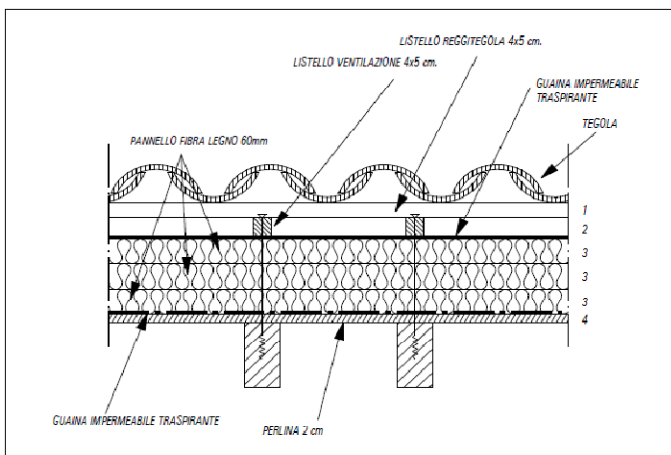 LISTELLO REGGITEGOLA 4x5 cm.
LISTELLO VENTILAZIONE 4x5 cm.
GUAINA IMPERMEABILE
TRASPIRANTE
TEGOLA
PANNELLO FIBRA LEGNO 60mm
1
2
3
3
3
4
GUAINA IMPERMEABILE TRASPIRANTE
PERLINA 2 cm